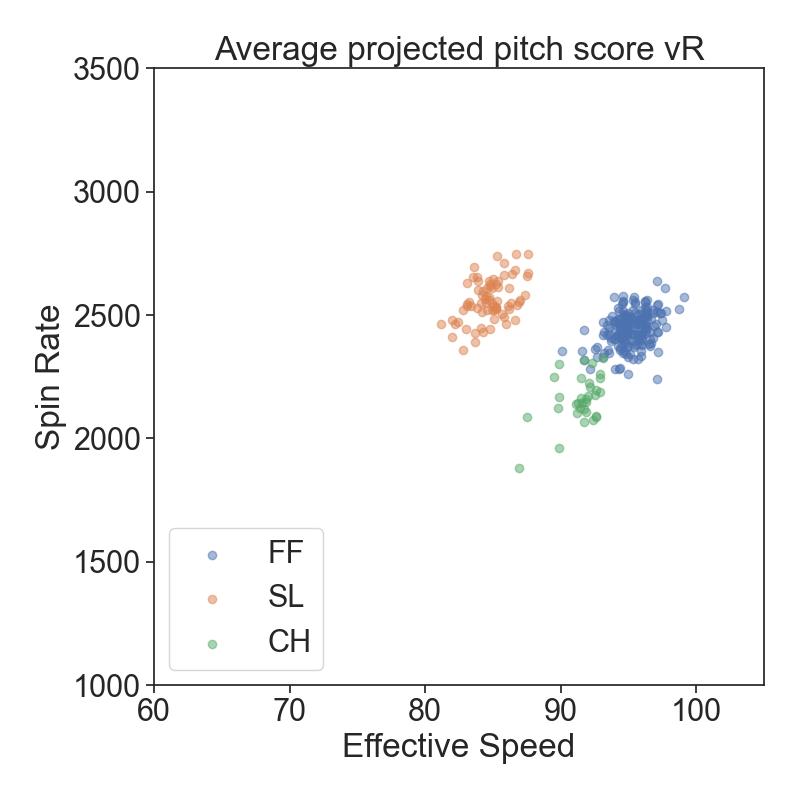 Average projected pitch score vR
3500
3000
2500
2000
1500
1000
Spin Rate
FF
SL
CH
60 70 80 90 100
Effective Speed